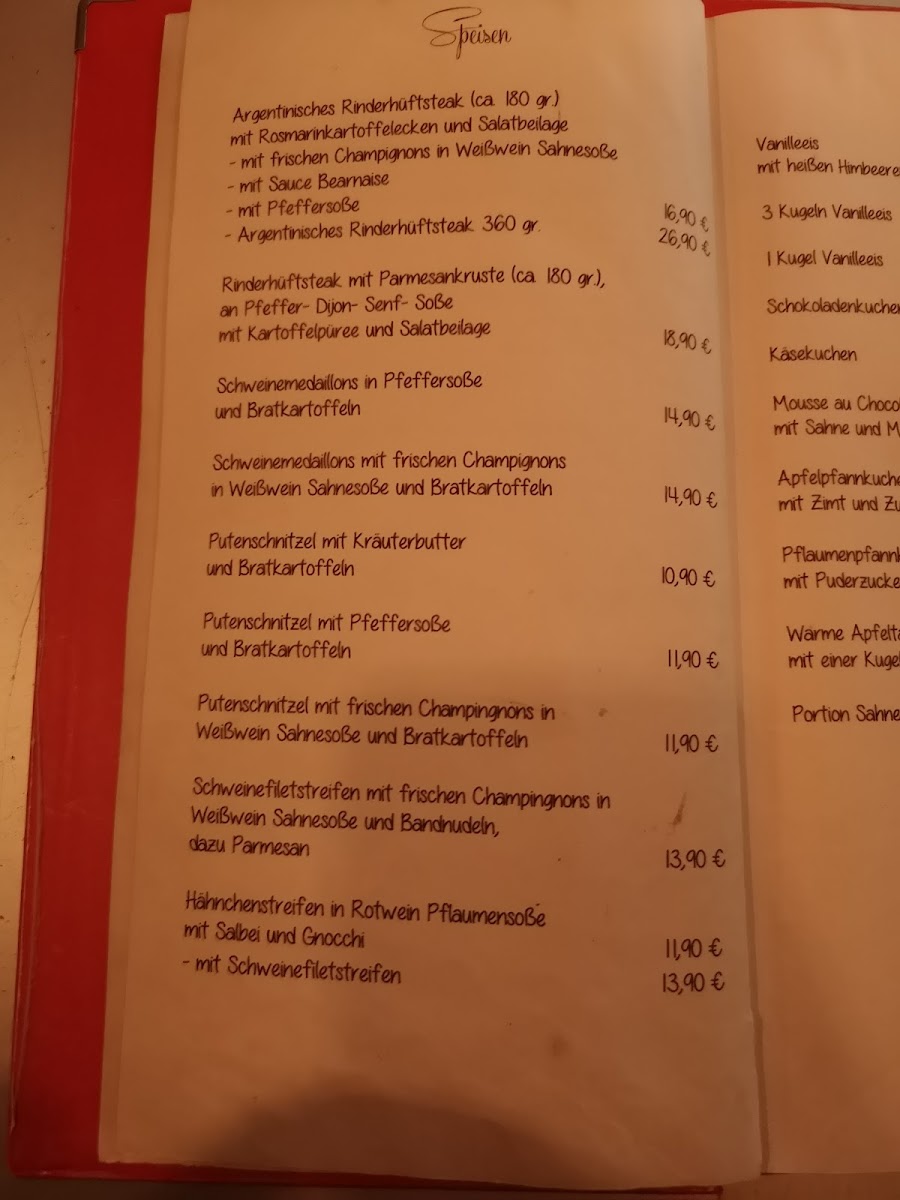 Speisen
Argentinisches Rinderhüftsteak (ca. 180 gr.)
mit Rosmarinkartoffelecken und Salatbeilage
- mit frischen Champignons in Weißwein Sahnesoße
- mit Sauce Bearnaise
- mit Pfeffersoße 16,90 €
- Argentinisches Rinderhüftsteak 360 gr. 26,90 €
Rinderhüftsteak mit Parmesankruste (ca. 180 gr.),
an Pfeffer- Dijon- Senf- Soße
mit Kartoffelpüree und Salatbeilage 18,90 €
Schweinemedaillons in Pfeffersoße
und Bratkartoffeln 14,90 €
Schweinemedaillons mit frischen Champignons
in Weißwein Sahnesoße und Bratkartoffeln 14,90 €
Putenschnitzel mit Kräuterbutter
und Bratkartoffeln 10,90 €
Putenschnitzel mit Pfeffersoße
und Bratkartoffeln 11,90 €
Putenschnitzel mit frischen Champingnons in
Weißwein Sahnesoße und Bratkartoffeln 11,90 €
Schweinefiletstreifen mit frischen Champingnons in
Weißwein Sahnesoße und Bandnudeln,
dazu Parmesan 13,90 €
Hähnchenstreifen in Rotwein Pflaumensoße
mit Salbei und Gnocchi 11,90 €
- mit Schweinefiletstreifen 13,90 €
Vanilleeis
mit heißen
3 Kugeln Vanilleeis
1 Kugel Vanilleeis
Käsekuchen
Mousse au
mit Sahne und
mit Zimt und
mit
Warme
mit einer
Portion Sahne